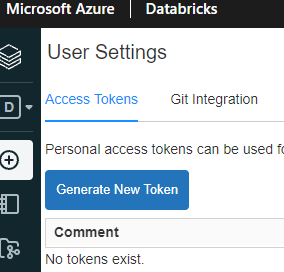 Microsoft Azure Databricks
User Settings
D
Access Tokens Git Integration
Personal access tokens can be used
Generate New Token
Comment
No tokens exist.